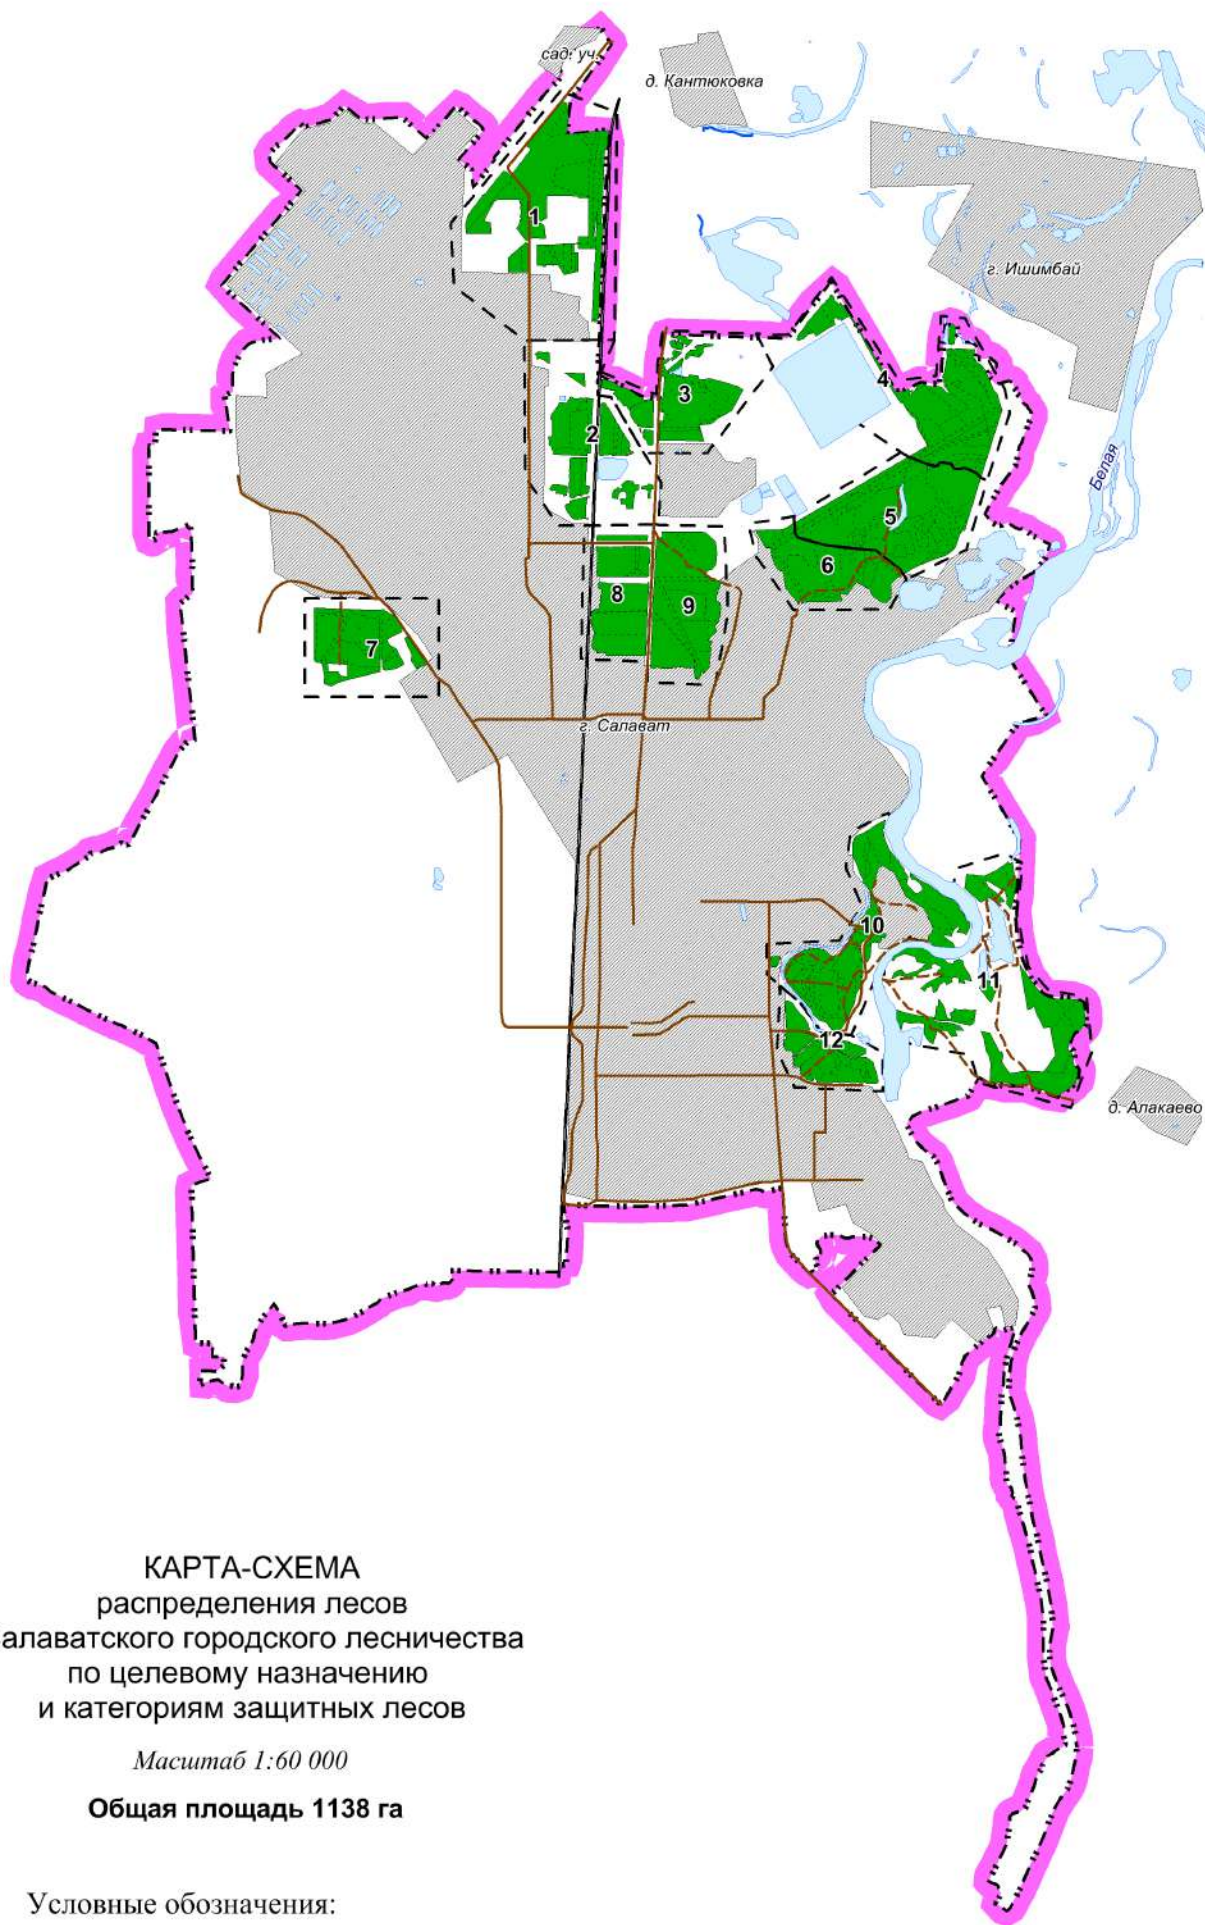 сад. уч.
д. Кантюковка
г. Ишимбай
1
3
4
2
Белая
5
6
8
9
7
г. Салават
10
11
12
д. Алакаево
КАРТА-СХЕМА
распределения лесов
алаватского городского лесничества
по целевому назначению
и категориям защитных лесов
Масштаб 1:60 000
Общая площадь 1138 га
Условные обозначения: